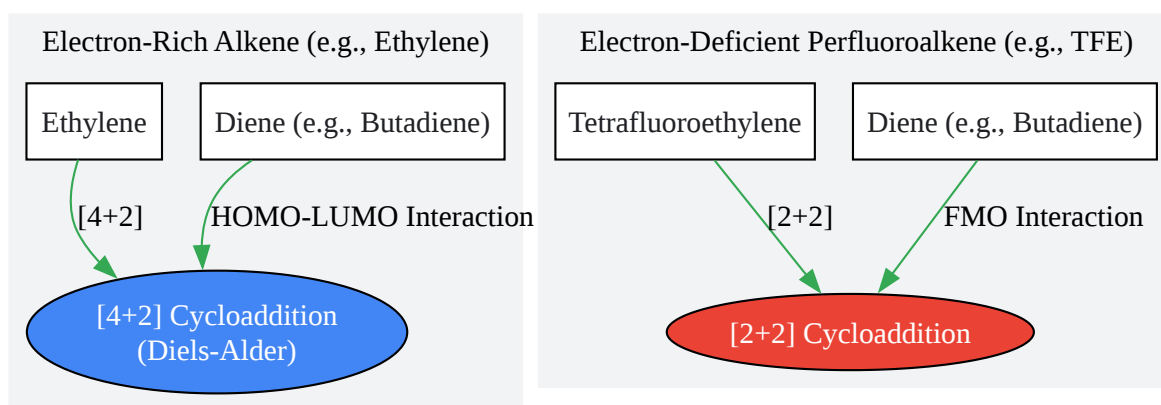 Electron-Rich Alkene (e.g., Ethylene)
Ethylene
Diene (e.g., Butadiene)
[4+2]
HOMO-LUMO Interaction
[4+2] Cycloaddition
(Diels-Alder)
Electron-Deficient Perfluoroalkene (e.g., TFE)
Tetrafluoroethylene
Diene (e.g., Butadiene)
[2+2]
FMO Interaction
[2+2] Cycloaddition